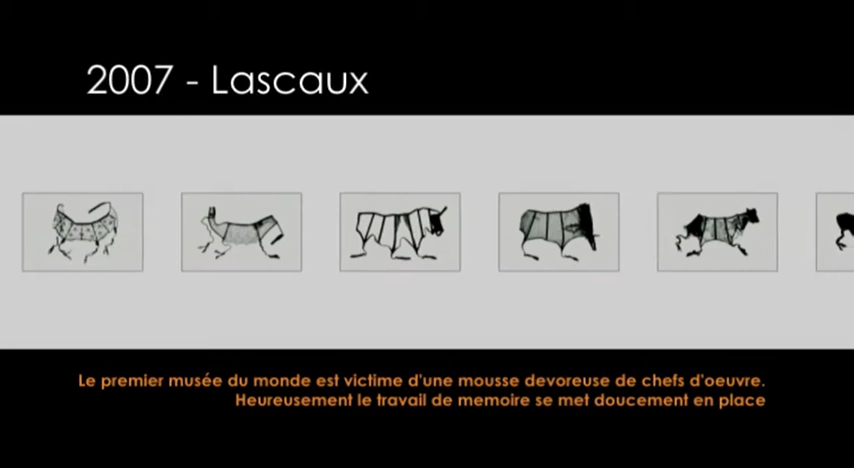 2007 - Lascaux
Le premier musée du monde est victime d'une mousse devoreuse de chefs d'oeuvre.
Heureusement le travail de memoire se met doucement en place